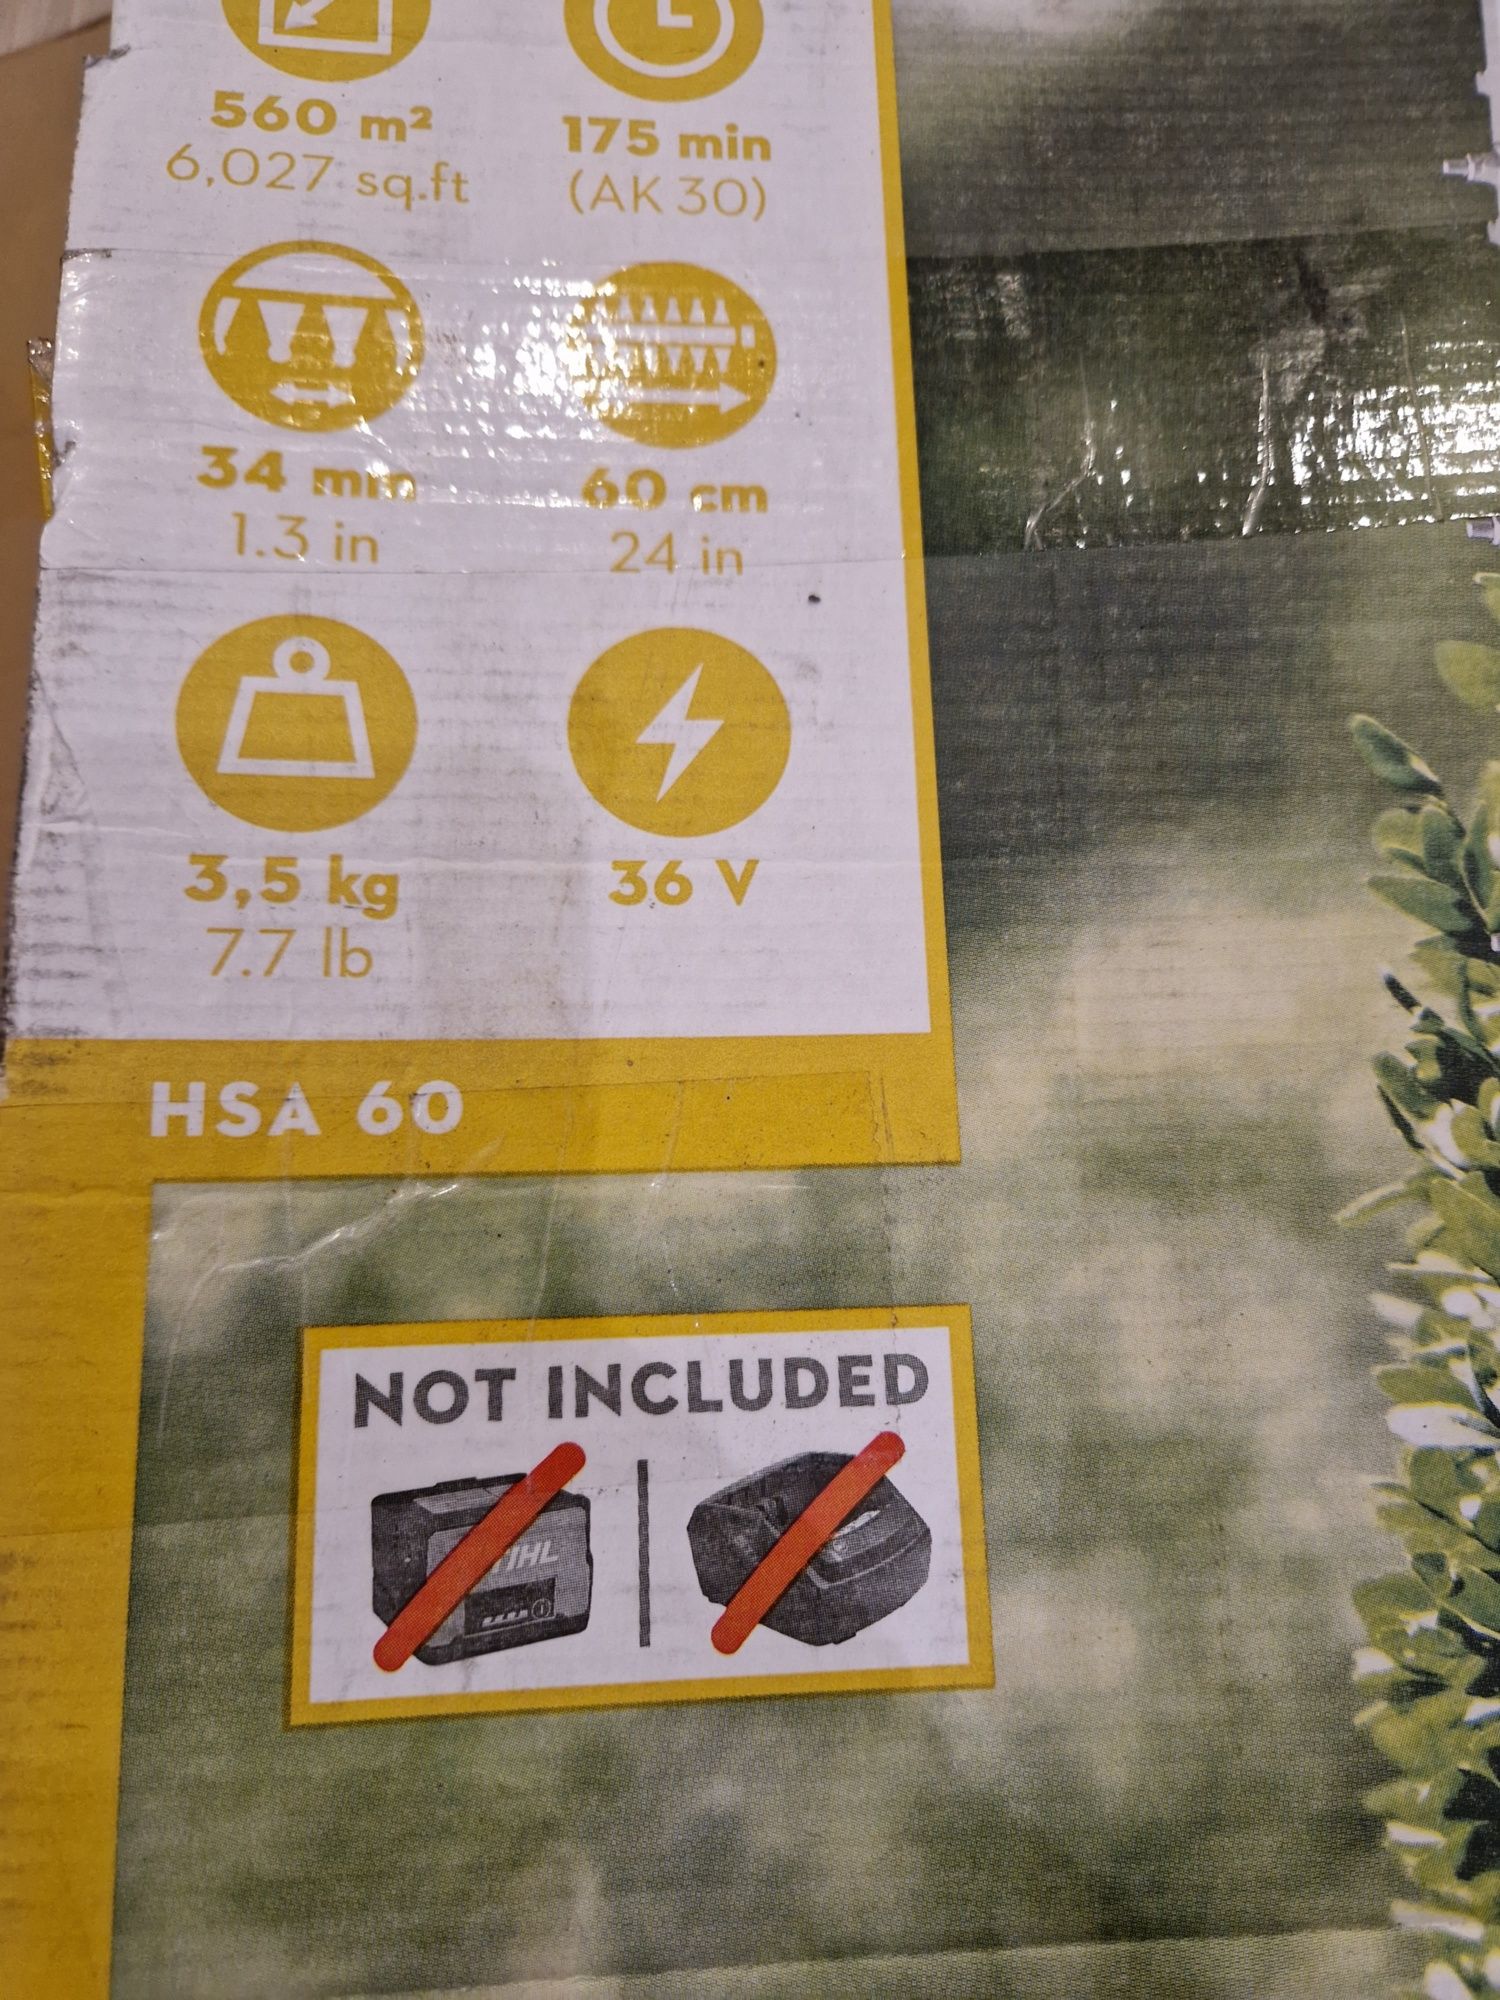 560 m²
6,027 sq.ft
175 min
(AK 30)
34 mm
1.3 in
60 cm
24 in
3,5 kg
7.7 lb
36 V
HSA 60
NOT INCLUDED